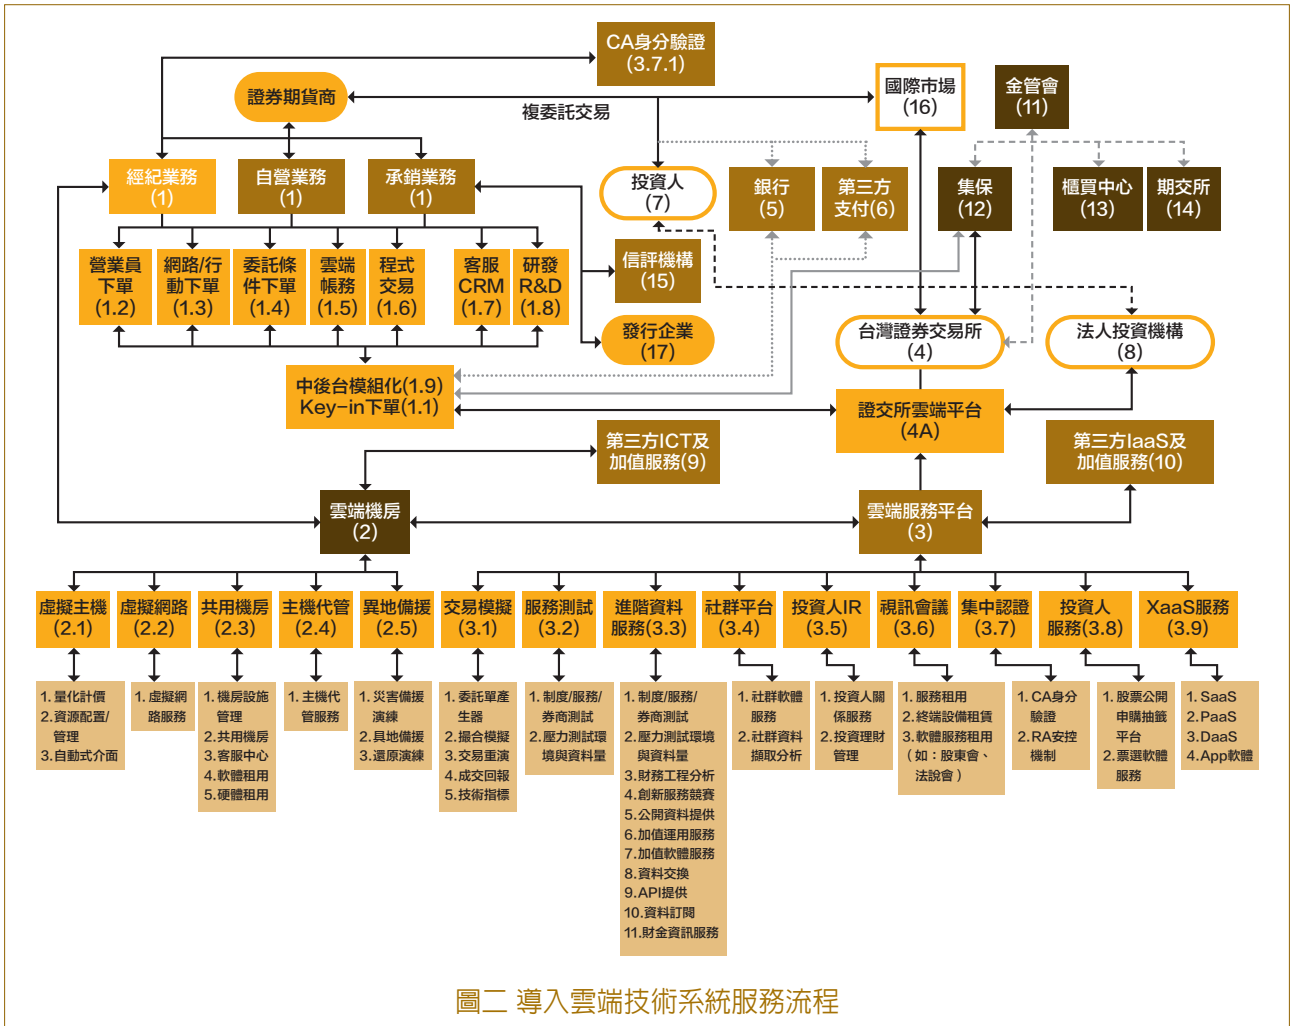 CA身分驗證
(3.7.1)
證券期貨商
複委託交易
國際市場
(16)
金管會
(11)
經紀業務
(1)
自營業務
(1)
承銷業務
(1)
投資人
(7)
銀行
(5)
第三方
支付(6)
集保
(12)
櫃買中心
(13)
期交所
(14)
營業員
下單
(1.2)
網路/行
動下單
(1.3)
委託條
件下單
(1.4)
雲端
帳務
(1.5)
程式
交易
(1.6)
客服
CRM
(1.7)
研發
R&D
(1.8)
信評機構
(15)
發行企業
(17)
台灣證券交易所
(4)
法人投資機構
(8)
中後台模組化(1.9)
Key-in下單(1.1)
證交所雲端平台
(4A)
第三方ICT及
加值服務(9)
第三方IaaS及
加值服務(10)
雲端機房
(2)
雲端服務平台
(3)
虛擬主機
(2.1)
虛擬網路
(2.2)
共用機房
(2.3)
主機代管
(2.4)
異地備援
(2.5)
交易模擬
(3.1)
服務測試
(3.2)
進階資料
服務(3.3)
社群平台
(3.4)
投資人IR
(3.5)
視訊會議
(3.6)
集中認證
(3.7)
投資人
服務(3.8)
XaaS服務
(3.9)
1.量化計價
2.資源配置/
管理
3.自動式介面
1.虛擬網
路服務
1.機房設施
管理
2.共用機房
3.客服中心
4.軟體租用
5.硬體租用
1.主機代
管服務
1.災害備援
演練
2.異地備援
3.還原演練
1.委託單產
生器
2.撮合模擬
3.交易重演
4.成交回報
5.技術指標
1.制度/服務/
券商測試
2.壓力測試環
境與資料量
1.制度/服務/
券商測試
2.壓力測試環境
與資料量
3.財務工程分析
4.創新服務競賽
5.公開資料提供
6.加值運用服務
7.加值軟體服務
8.資料交換
9.API提供
10.資料訂閱
11.財金資訊服務
1.社群軟體
服務
2.社群資料
擷取分析
1.投資人關
係服務
2.投資理財
管理
1.服務租用
2.終端設備租賃
3.軟體服務租用
(如：股東會、
法說會)
1.CA身分
驗證
2.RA安控
機制
1.股票公開
申購抽籤
平台
2.票選軟體
服務
1.SaaS
2.PaaS
3.DaaS
4.App軟體
圖二 導入雲端技術系統服務流程